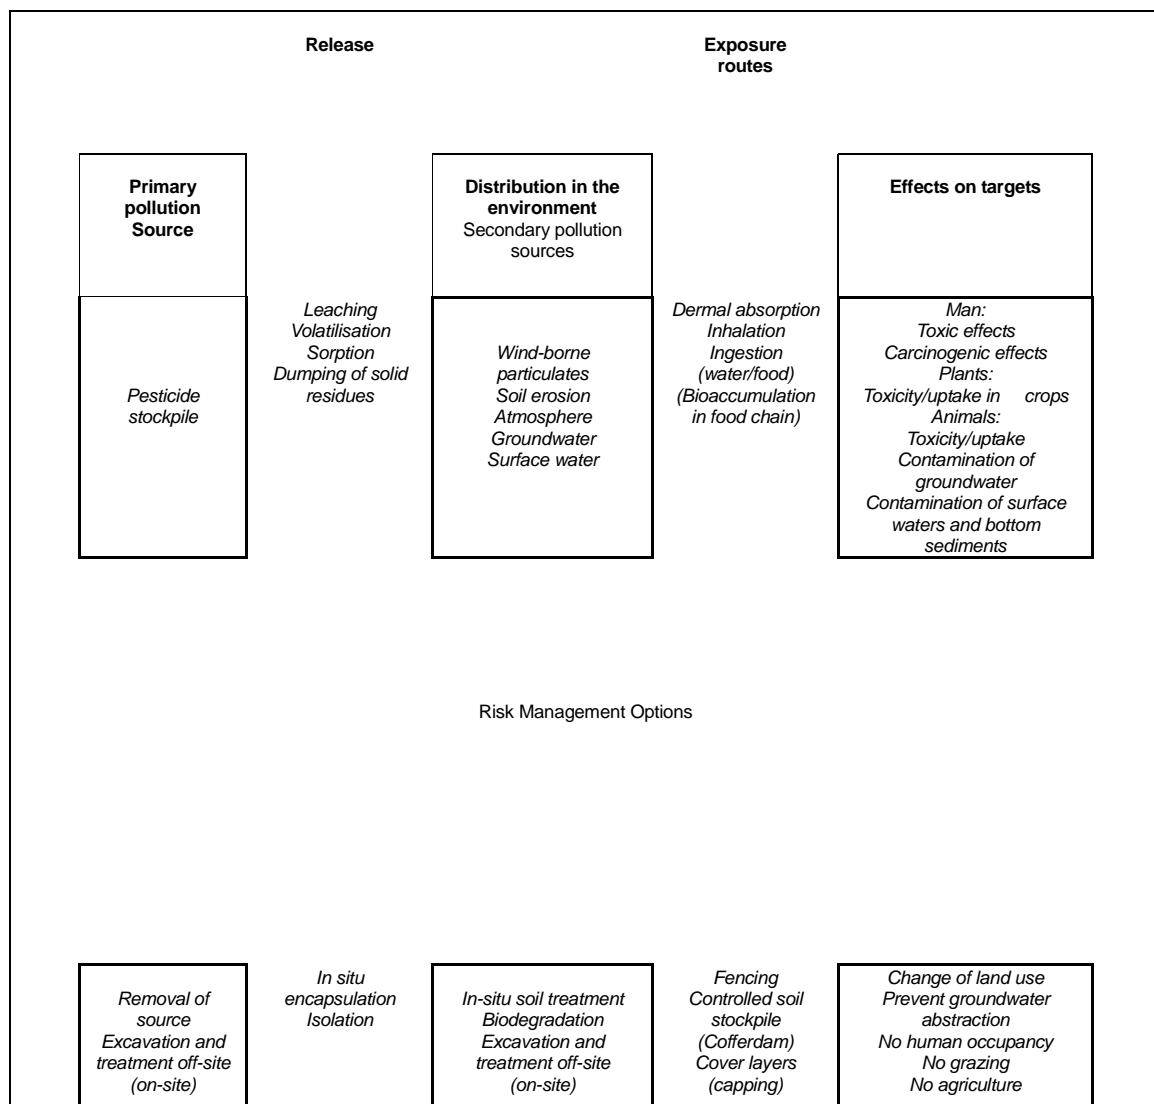 Release
Exposure
routes
Primary
pollution
Source
Distribution in the
environment
Secondary pollution
sources
Effects on targets
Pesticide
stockpile
Leaching
Volatilisation
Sorption
Dumping of solid
residues
Wind-borne
particulates
Soil erosion
Atmosphere
Groundwater
Surface water
Dermal absorption
Inhalation
Ingestion
(water/food)
(Bioaccumulation
in food chain)
Man:
Toxic effects
Carcinogenic effects
Plants:
Toxicity/uptake in crops
Animals:
Toxicity/uptake
Contamination of
groundwater
Contamination of surface
waters and bottom
sediments
Risk Management Options
Removal of
source
Excavation and
treatment off-site
(on-site)
In situ
encapsulation
Isolation
In-situ soil treatment
Biodegradation
Excavation and
treatment off-site
(on-site)
Fencing
Controlled soil
stockpile
(Cofferdam)
Cover layers
(capping)
Change of land use
Prevent groundwater
abstraction
No human occupancy
No grazing
No agriculture